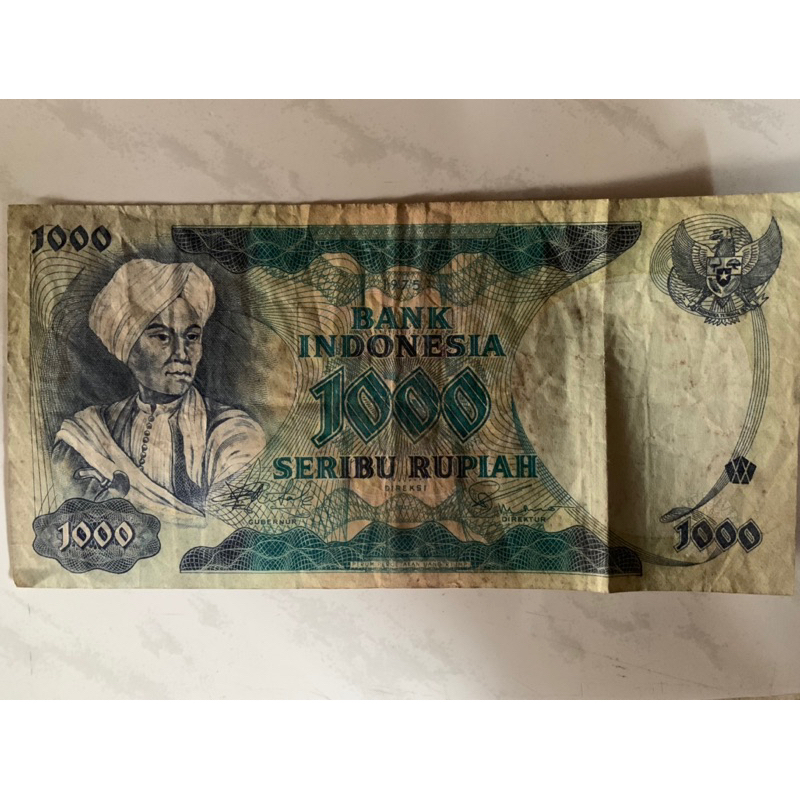 1000
1975
BANK
INDONESIA
1000
SERIBU RUPIAH
DIREKSI
GUBERNUR
DIREKTUR
1000
1000